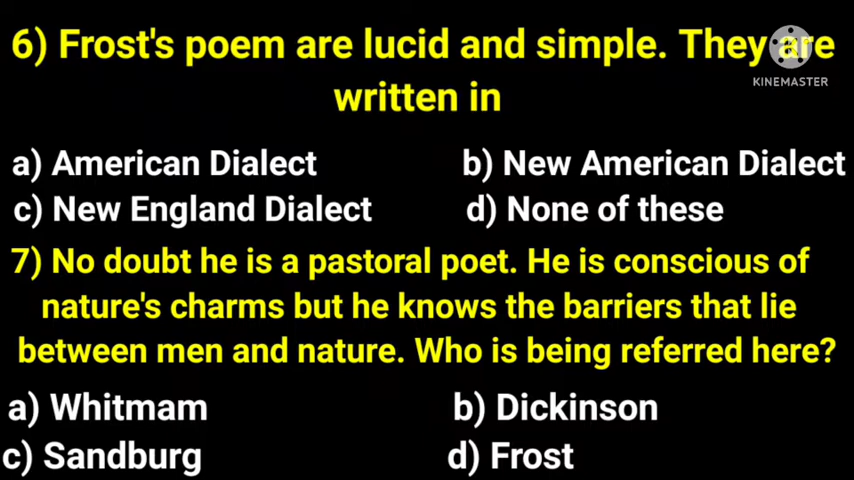 6) Frost's poem are lucid and simple. They are
KINEMASTER
written in
a) American Dialect b) New American Dialect
c) New England Dialect d) None of these
7) No doubt he is a pastoral poet. He is conscious of
nature's charms but he knows the barriers that lie
between men and nature. Who is being referred here?
a) Whitmam b) Dickinson
c) Sandburg d) Frost